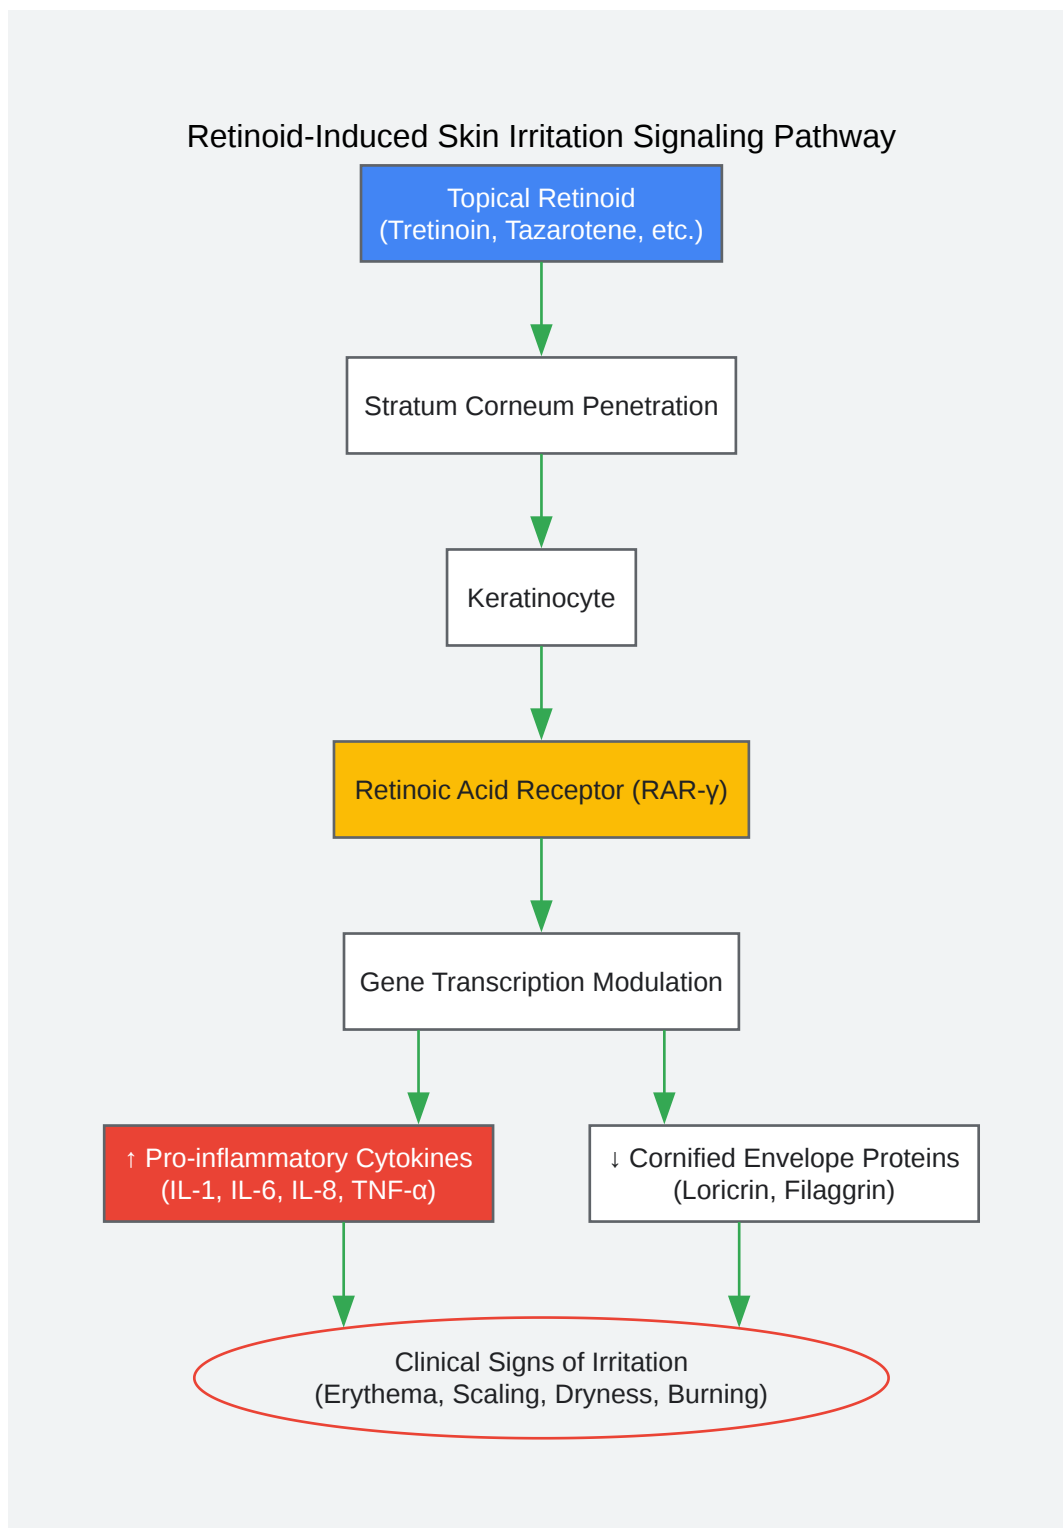 Retinoid-Induced Skin Irritation Signaling Pathway
Topical Retinoid
(Tretinoin, Tazarotene, etc.)
Stratum Corneum Penetration
Keratinocyte
Retinoic Acid Receptor (RAR-γ)
Gene Transcription Modulation
↑ Pro-inflammatory Cytokines
(IL-1, IL-6, IL-8, TNF-α)
↓ Cornified Envelope Proteins
(Loricrin, Filaggrin)
Clinical Signs of Irritation
(Erythema, Scaling, Dryness, Burning)